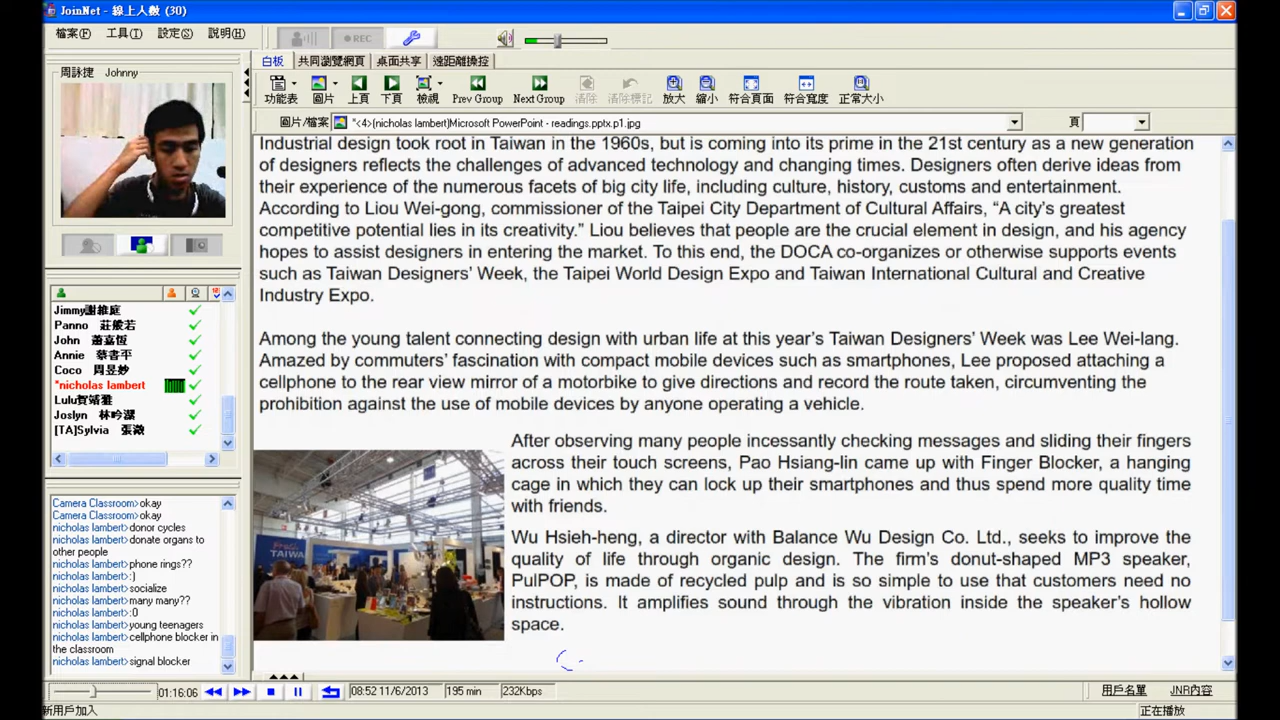 JoinNet - 線上人數 (30)
檔案(F) 工具(T) 設定(S) 說明(H)
REC
周詠捷 Johnny
白板 共同瀏覽網頁 桌面共享 遠距離操控
功能表 圖片 上頁 下頁 檢視 Prev Group Next Group 清除 清除標記 放大 縮小 符合頁面 符合寬度 正常大小
圖片/檔案 *<4>(nicholas lambert)Microsoft PowerPoint - readings.pptx.p1.jpg 頁
Industrial design took root in Taiwan in the 1960s, but is coming into its prime in the 21st century as a new generation
of designers reflects the challenges of advanced technology and changing times. Designers often derive ideas from
their experience of the numerous facets of big city life, including culture, history, customs and entertainment.
According to Liou Wei-gong, commissioner of the Taipei City Department of Cultural Affairs, “A city’s greatest
competitive potential lies in its creativity.” Liou believes that people are the crucial element in design, and his agency
hopes to assist designers in entering the market. To this end, the DOCA co-organizes or otherwise supports events
such as Taiwan Designers’ Week, the Taipei World Design Expo and Taiwan International Cultural and Creative
Industry Expo.
Among the young talent connecting design with urban life at this year’s Taiwan Designers’ Week was Lee Wei-lang.
Amazed by commuters’ fascination with compact mobile devices such as smartphones, Lee proposed attaching a
cellphone to the rear view mirror of a motorbike to give directions and record the route taken, circumventing the
prohibition against the use of mobile devices by anyone operating a vehicle.
After observing many people incessantly checking messages and sliding their fingers
across their touch screens, Pao Hsiang-lin came up with Finger Blocker, a hanging
cage in which they can lock up their smartphones and thus spend more quality time
with friends.
Wu Hsieh-heng, a director with Balance Wu Design Co. Ltd., seeks to improve the
quality of life through organic design. The firm’s donut-shaped MP3 speaker,
PulPOP, is made of recycled pulp and is so simple to use that customers need no
instructions. It amplifies sound through the vibration inside the speaker’s hollow
space.
TAIWAN
Jimmy謝維庭
Panno 莊般若
John 蕭嘉恆
Annie 蔡書平
Coco 周昱妙
*nicholas lambert
Lulu賀婧雅
Joslyn 林吟潔
[TA]Sylvia 張澂
Camera Classroom>okay
Camera Classroom>okay
nicholas lambert>donor cycles
nicholas lambert>donate organs to
other people
nicholas lambert>phone rings??
nicholas lambert>:)
nicholas lambert>socialize
nicholas lambert>many many??
nicholas lambert>:0
nicholas lambert>young teenagers
nicholas lambert>cellphone blocker in
the classroom
nicholas lambert>signal blocker
01:16:06 08:52 11/6/2013 195 min 232Kbps 用戶名單 JNR內容
新用戶加入 正在播放